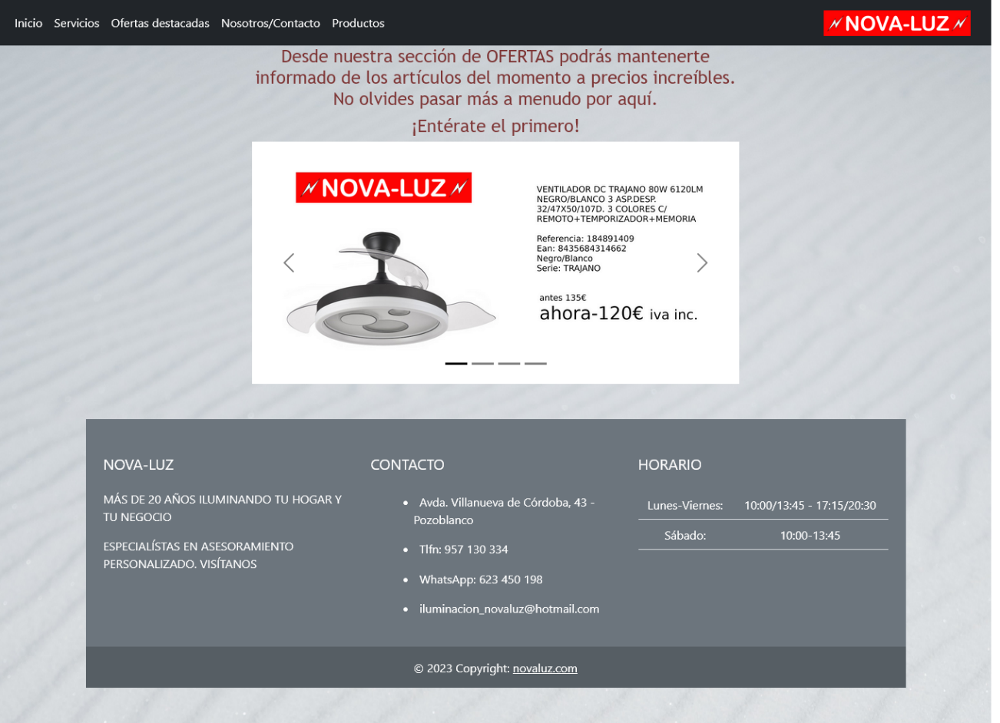 Inicio Servicios Ofertas destacadas Nosotros/Contacto Productos NOVA-LUZ
Desde nuestra sección de OFERTAS podrás mantenerte
informado de los artículos del momento a precios increíbles.
No olvides pasar más a menudo por aquí.
¡Entérate el primero!
NOVA-LUZ
VENTILADOR DC TRAJANO 80W 6120LM
NEGRO/BLANCO 3 ASP.DESP.
32/47X50/107D. 3 COLORES C/
REMOTO+TEMPORIZADOR+MEMORIA
Referencia: 184891409
Ean: 8435684314662
Negro/Blanco
Serie: TRAJANO
antes 135€
ahora-120€ iva inc.
NOVA-LUZ
MÁS DE 20 AÑOS ILUMINANDO TU HOGAR Y
TU NEGOCIO
ESPECIALÍSTAS EN ASESORAMIENTO
PERSONALIZADO. VISÍTANOS
CONTACTO
• Avda. Villanueva de Córdoba, 43 -
Pozoblanco
• Tlfn: 957 130 334
• WhatsApp: 623 450 198
• iluminacion_novaluz@hotmail.com
HORARIO
Lunes-Viernes: 10:00/13:45 - 17:15/20:30
Sábado: 10:00-13:45
© 2023 Copyright: novaluz.com